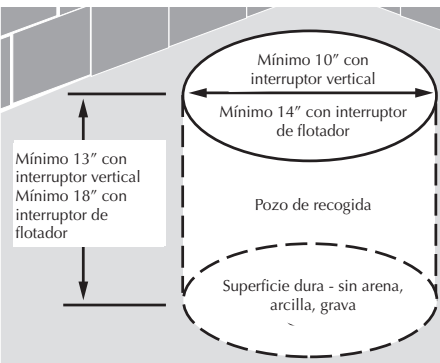 Mínimo 10” con
interruptor vertical
Mínimo 14” con interruptor
de flotador
Mínimo 13” con
interruptor vertical
Mínimo 18” con
interruptor de
flotador
Pozo de recogida
Superficie dura - sin arena,
arcilla, grava